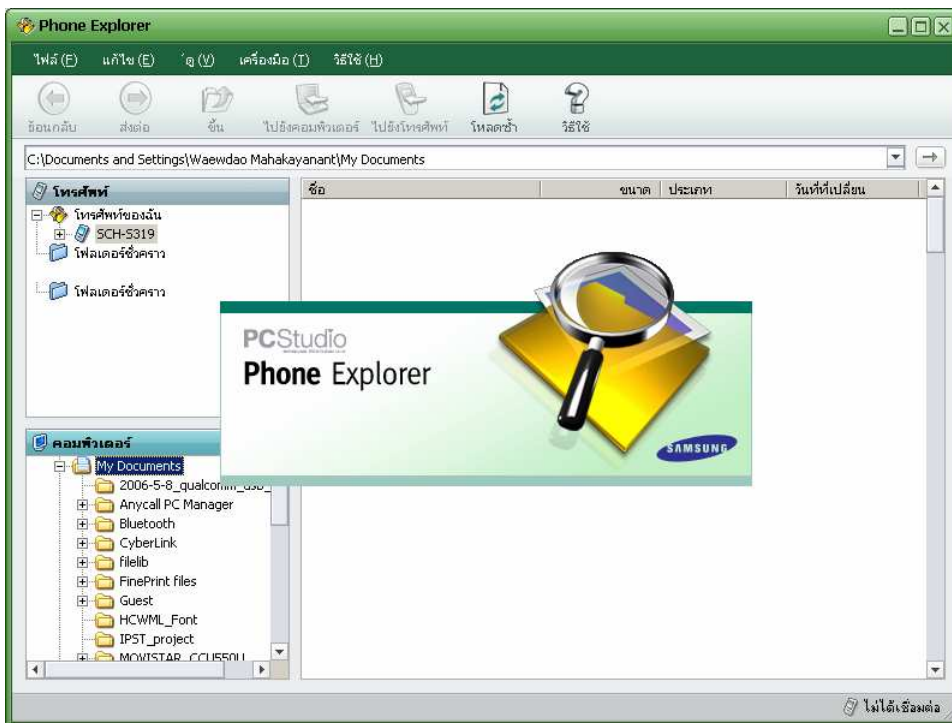 Phone Explorer
ไฟล์ (F) แก้ไข (E) ดู (V) เครื่องมือ (T) วิธีใช้ (H)
ย้อนกลับ ส่งต่อ ขึ้น ไปยังคอมพิวเตอร์ ไปยังโทรศัพท์ โหลดซ้ำ วิธีใช้
C:\Documents and Settings\Waewdao Mahakayanant\My Documents
โทรศัพท์
ชื่อ ขนาด ประเภท วันที่ที่เปลี่ยน
โทรศัพท์ของฉัน
SCH-S319
โฟลเดอร์ชั่วคราว
โฟลเดอร์ชั่วคราว
PCStudio
Phone Explorer
SAMSUNG
คอมพิวเตอร์
My Documents
2006-5-8_qualcomm_usb_
Anycall PC Manager
Bluetooth
CyberLink
filelib
FinePrint files
Guest
HCWML_Font
IPST_project
MOVISTAR_CCU550U
ไม่ได้เชื่อมต่อ